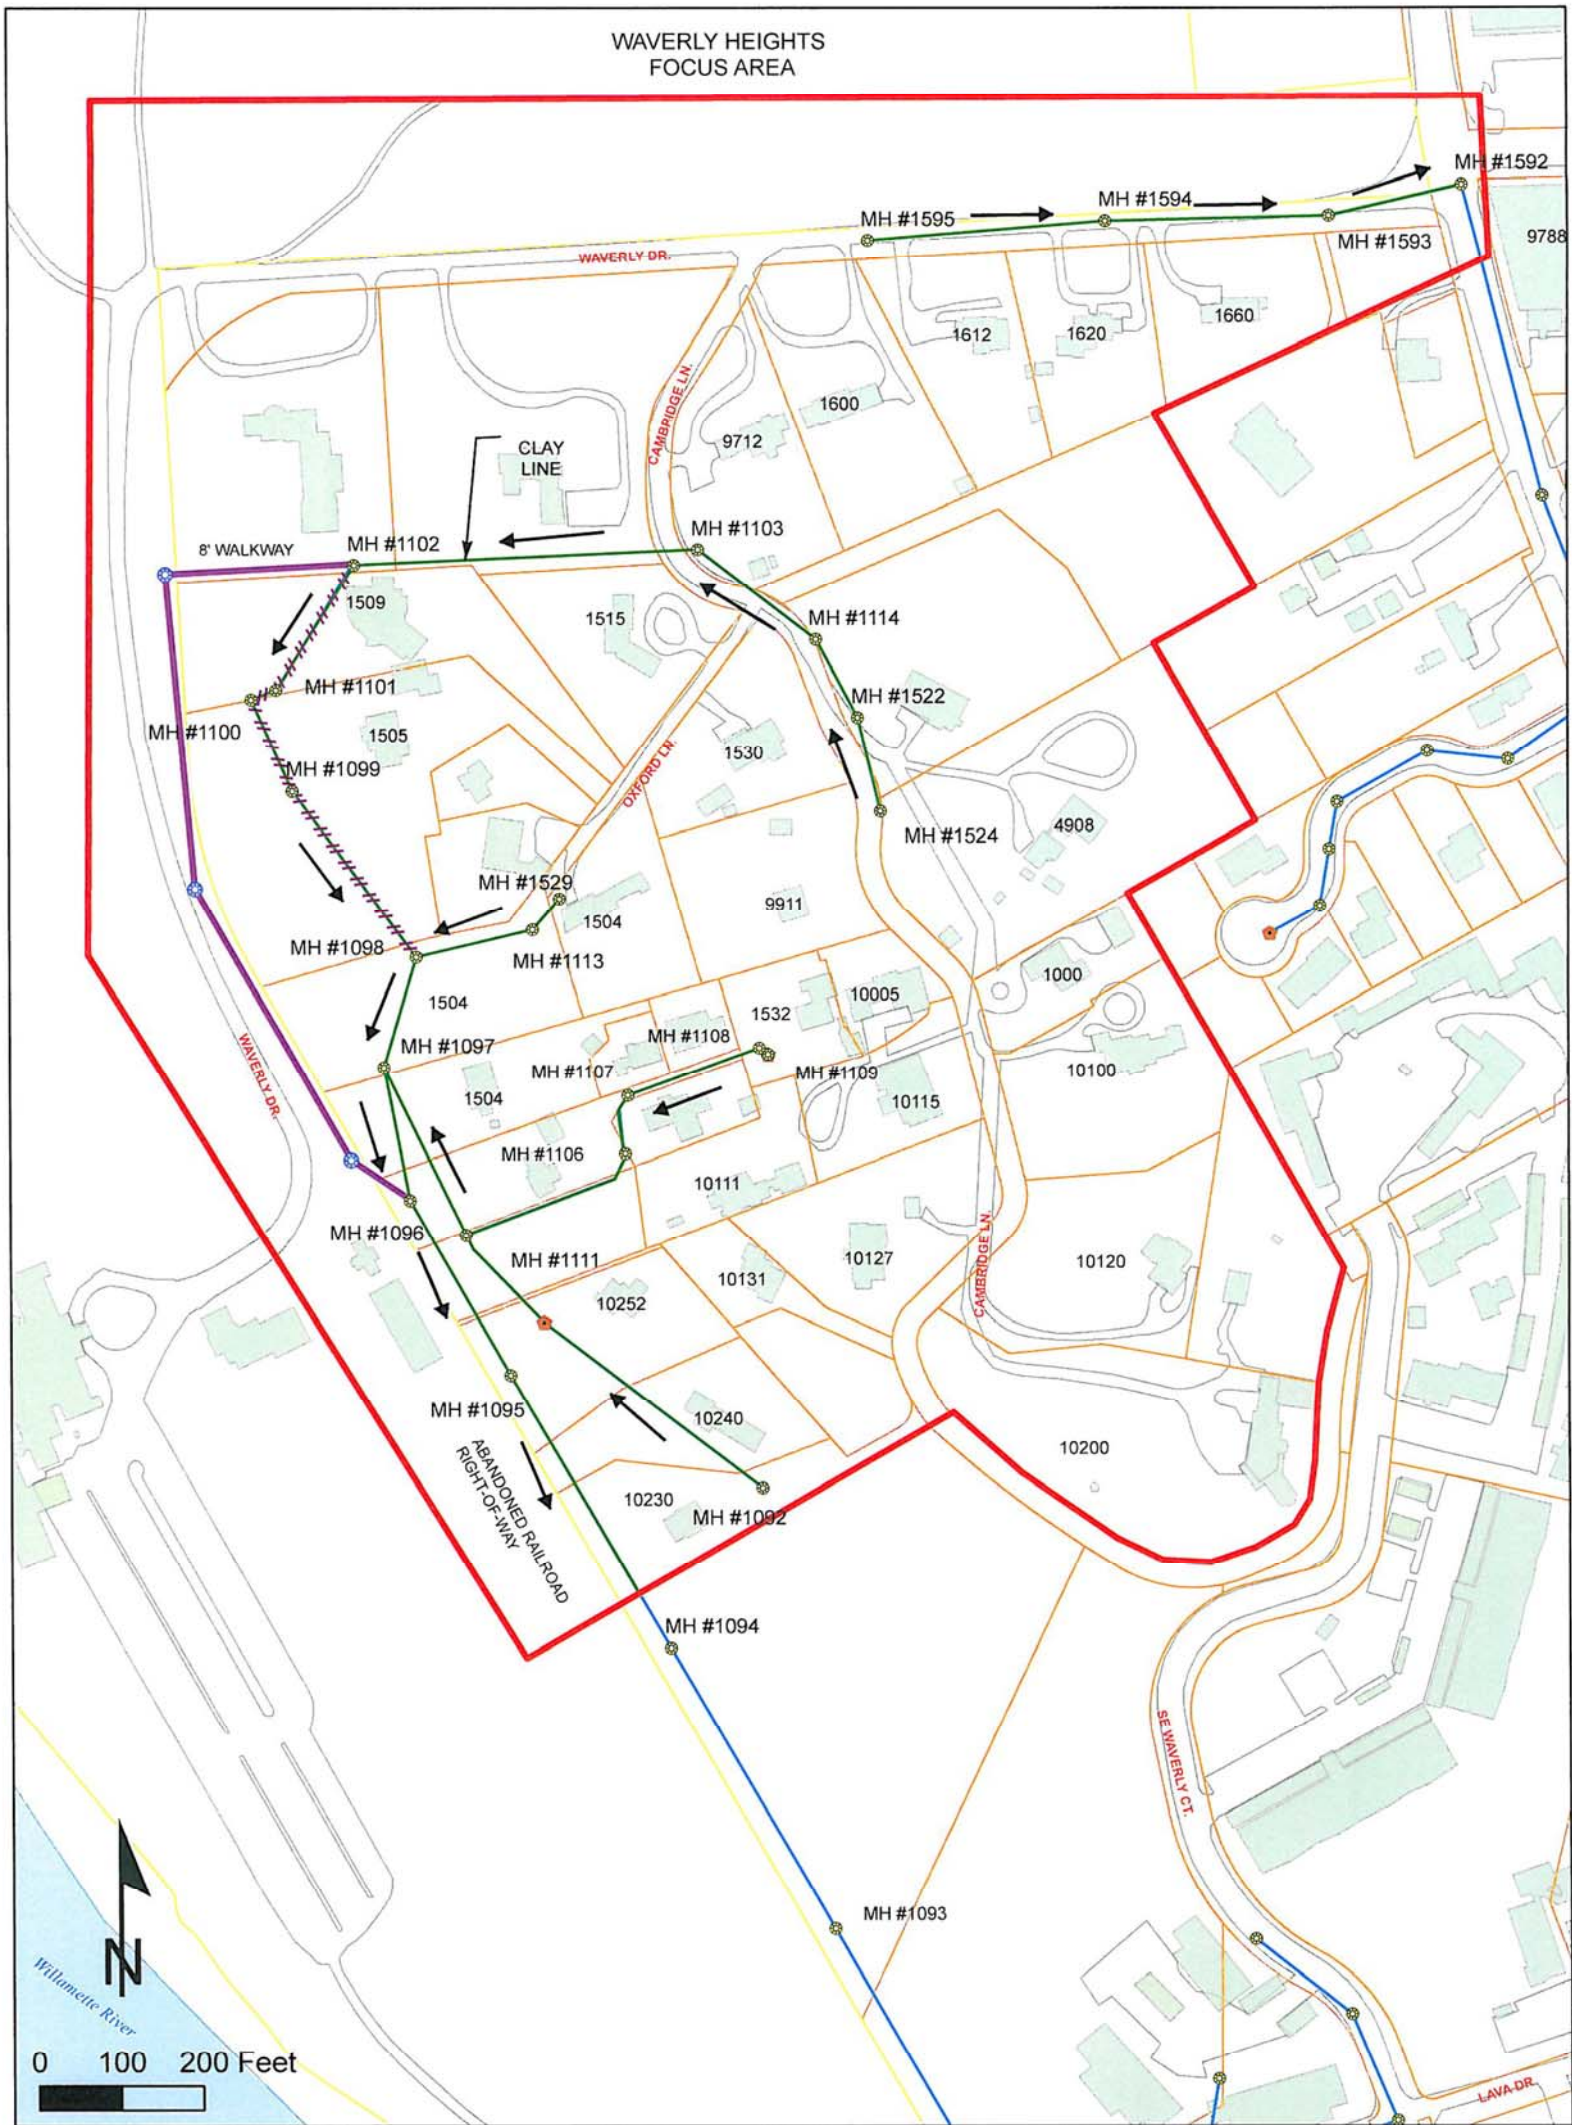 WAVERLY HEIGHTS
FOCUS AREA
MH #1592
MH #1594
MH #1595
MH #1593
9788
WAVERLY DR.
1660
1612
1620
CAMBRIDGE LN.
1600
9712
CLAY
LINE
MH #1103
8' WALKWAY
MH #1102
1509
1515
MH #1114
MH #1101
MH #1522
MH #1100
1505
1530
MH #1099
OXFORD LN.
MH #1524
4908
MH #1529
1504
9911
MH #1098
MH #1113
1504
10005
1000
1532
MH #1108
MH #1097
MH #1107
MH #1109
10100
WAVERLY DR.
1504
10115
MH #1106
10111
MH #1096
MH #1111
10127
CAMBRIDGE LN.
10120
10131
10252
MH #1095
10240
10200
ABANDONED RAILROAD
RIGHT-OF-WAY
10230
MH #1092
MH #1094
SE WAVERLY CT.
MH #1093
N
Willamette River
0 100 200 Feet
LAVA DR